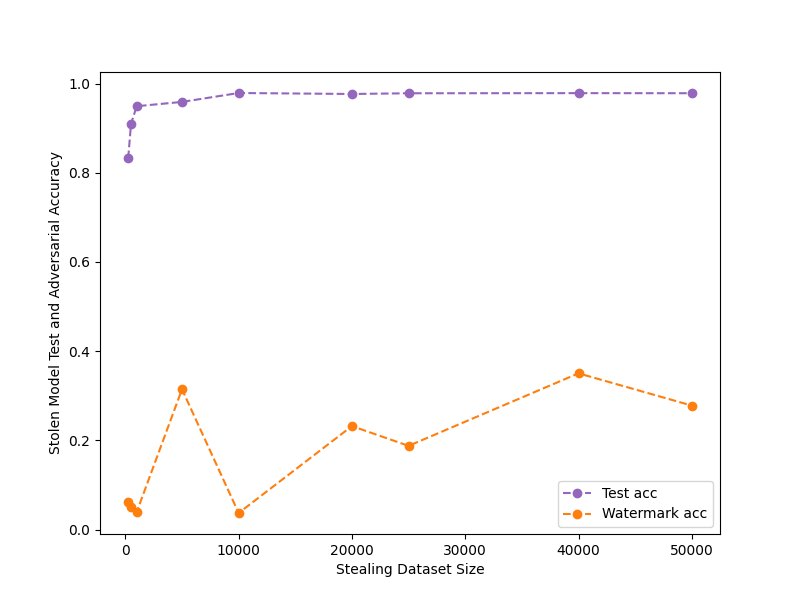 1.0
0.8
0.6
0.4
0.2
0.0
Stolen Model Test and Adversarial Accuracy
Test acc
Watermark acc
0 10000 20000 30000 40000 50000
Stealing Dataset Size